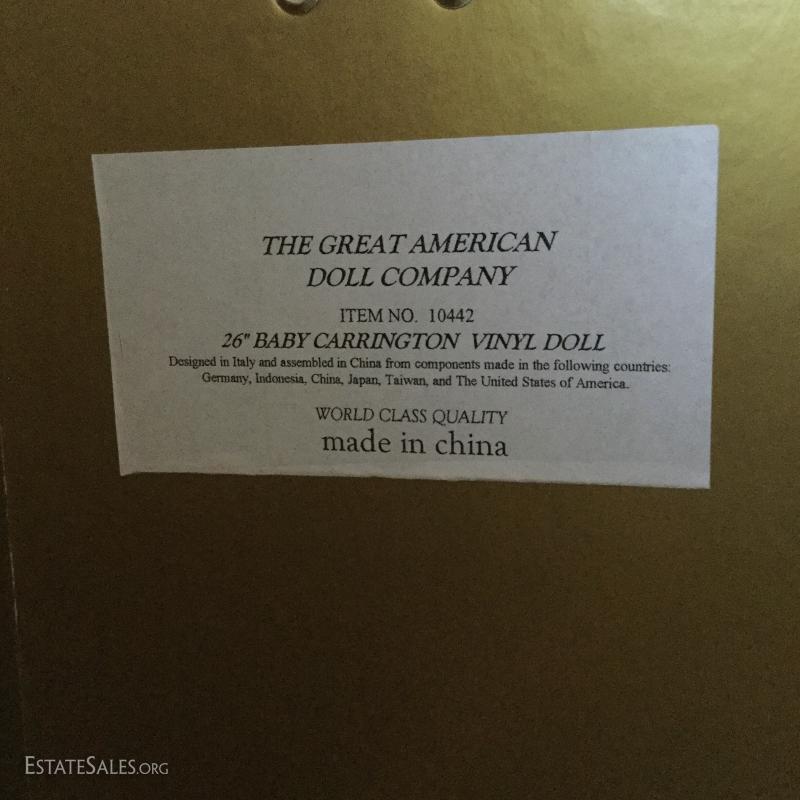 THE GREAT AMERICAN
DOLL COMPANY
ITEM NO. 10442
26" BABY CARRINGTON VINYL DOLL
Designed in Italy and assembled in China from components made in the following countries:
Germany, Indonesia, China, Japan, Taiwan, and The United States of America.
WORLD CLASS QUALITY
made in china
ESTATESALES.ORG